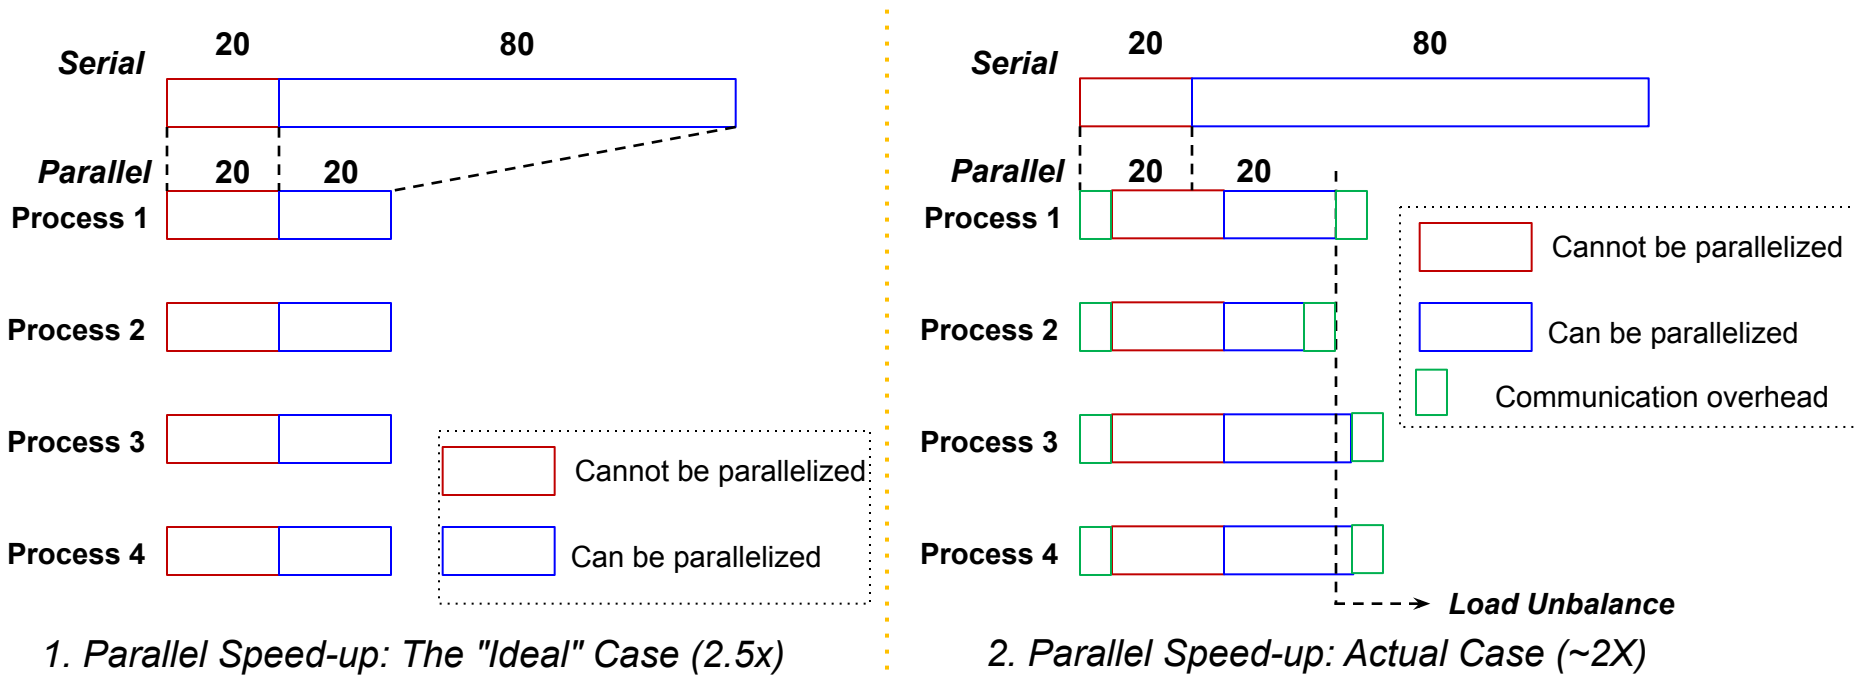 20 80
Serial
Parallel 20 20
Process 1
Process 2
Process 3
Process 4
Cannot be parallelized
Can be parallelized
1. Parallel Speed-up: The "Ideal" Case (2.5x)
20 80
Serial
Parallel 20 20
Process 1
Process 2
Process 3
Process 4
Cannot be parallelized
Can be parallelized
Communication overhead
Load Unbalance
2. Parallel Speed-up: Actual Case (~2X)